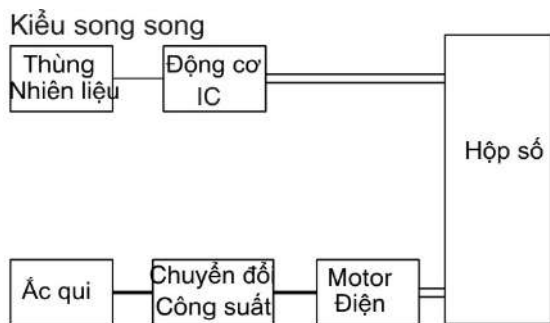 Kiểu song song
Thùng
Nhiên liệu
Động cơ
IC
Hộp số
Ắc qui
Chuyển đổi
Công suất
Motor
Điện